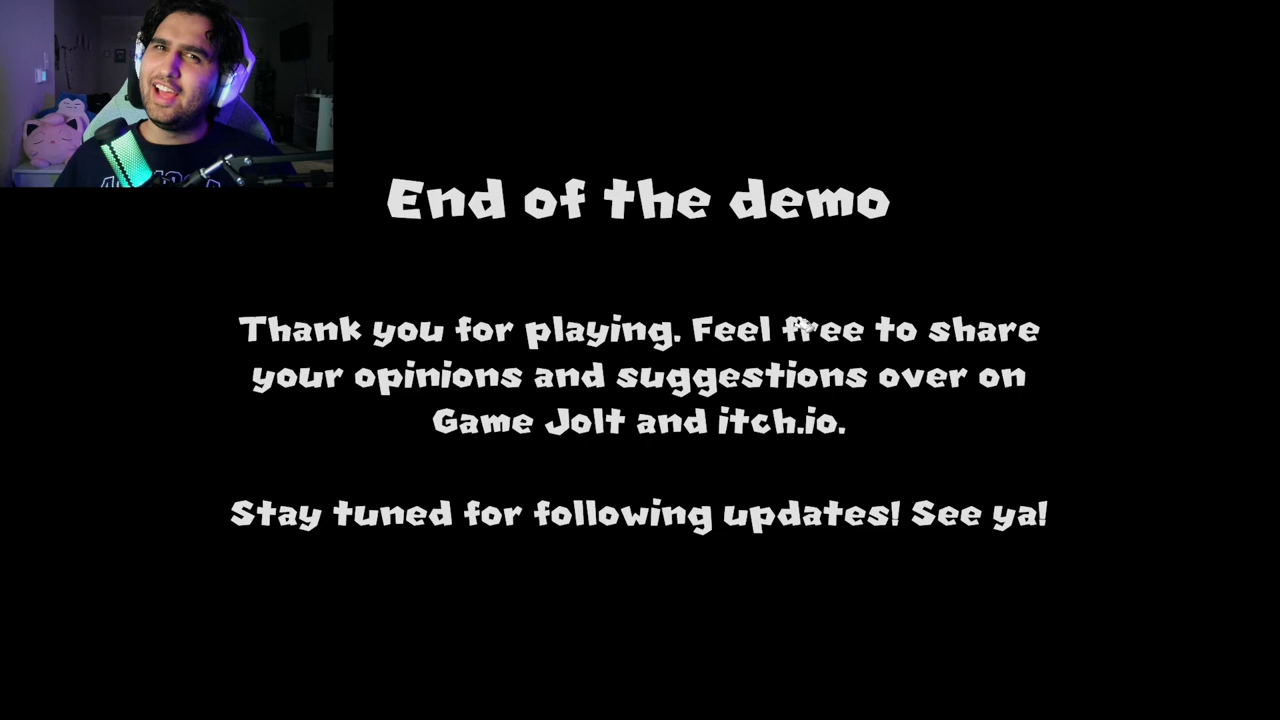 End of the demo
Thank you for playing. Feel free to share
your opinions and suggestions over on
Game Jolt and itch.io.
Stay tuned for following updates! See ya!